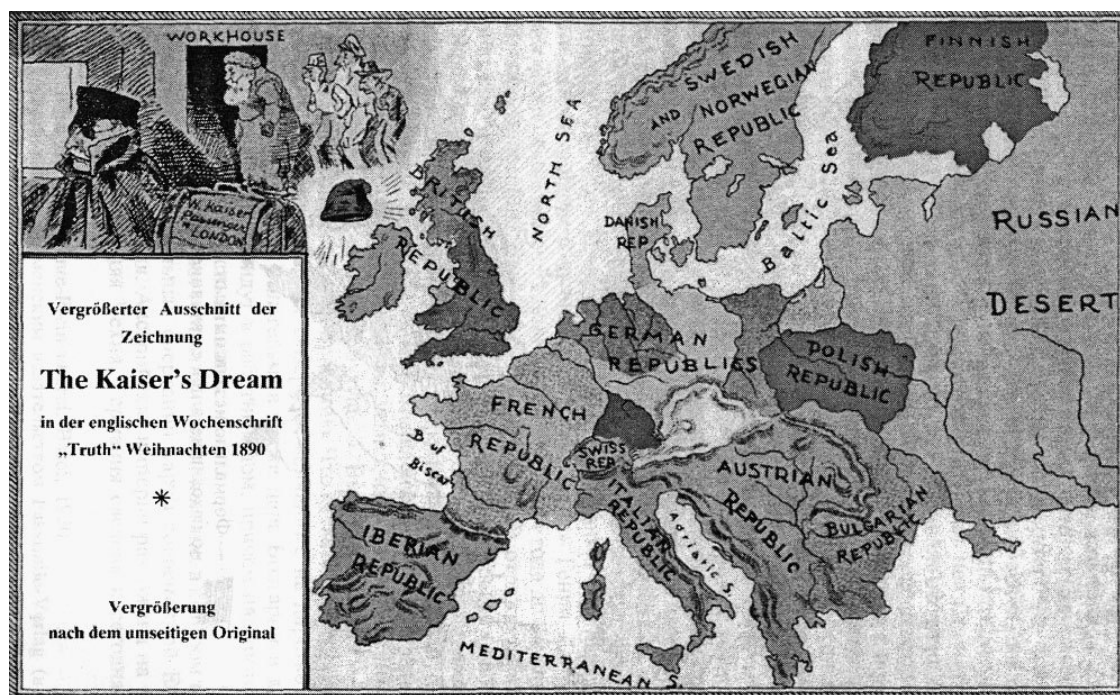 WORKHOUSE
W. Kaiser
Passenger
LONDON
Vergrößerter Ausschnitt der
Zeichnung
The Kaiser's Dream
in der englischen Wochenschrift
„Truth“ Weihnachten 1890
*
Vergrößerung
nach dem umseitigen Original
FINNISH
REPUBLIC
SWEDISH
AND NORWEGIAN
REPUBLIC
NORTH SEA
Baltic Sea
DANISH
REP
RUSSIAN
DESERT
BRITISH
REPUBLIC
GERMAN
REPUBLICS
POLISH
REPUBLIC
FRENCH
REPUBLIC
B of
Biscay
SWISS
REP.
AUSTRIAN
REPUBLIC
ITALIAN
REPUBLIC
Adriatic S.
BULGARIAN
REPUBLIC
IBERIAN
REPUBLIC
MEDITERRANEAN S.